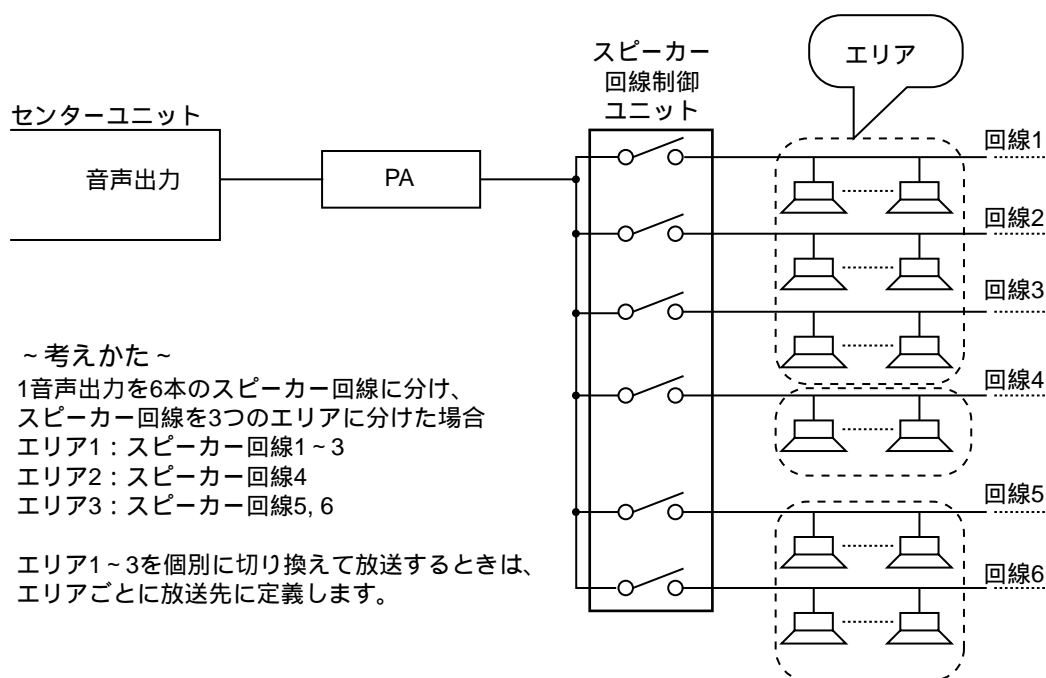 スピーカー
回線制御
ユニット
エリア
センターユニット
音声出力
PA
回線1
回線2
回線3
回線4
回線5
回線6
~考えかた~
1音声出力を6本のスピーカー回線に分け、
スピーカー回線を3つのエリアに分けた場合
エリア1：スピーカー回線1~3
エリア2：スピーカー回線4
エリア3：スピーカー回線5, 6
エリア1~3を個別に切り換えて放送するときは、
エリアごとに放送先に定義します。